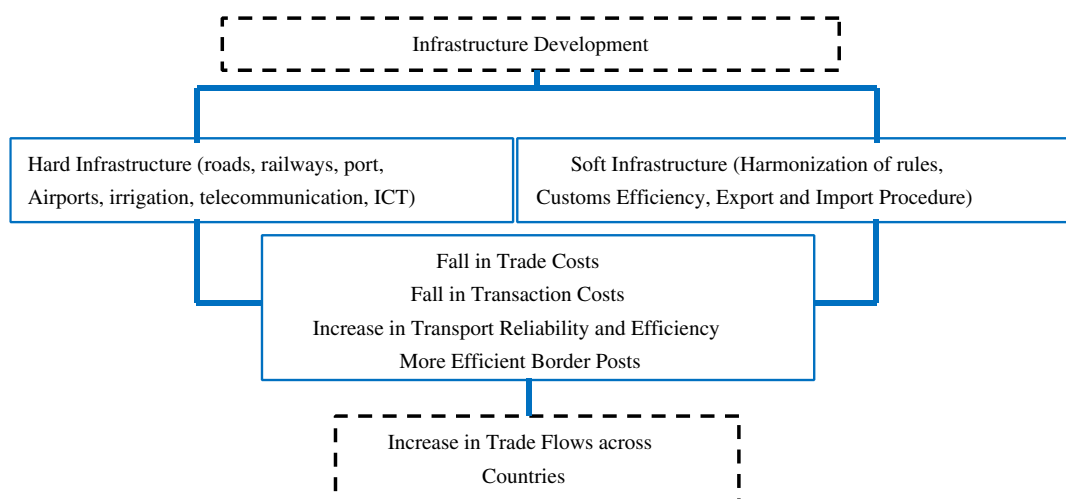 Infrastructure Development
Hard Infrastructure (roads, railways, port,
Airports, irrigation, telecommunication, ICT)
Soft Infrastructure (Harmonization of rules,
Customs Efficiency, Export and Import Procedure)
Fall in Trade Costs
Fall in Transaction Costs
Increase in Transport Reliability and Efficiency
More Efficient Border Posts
Increase in Trade Flows across
Countries